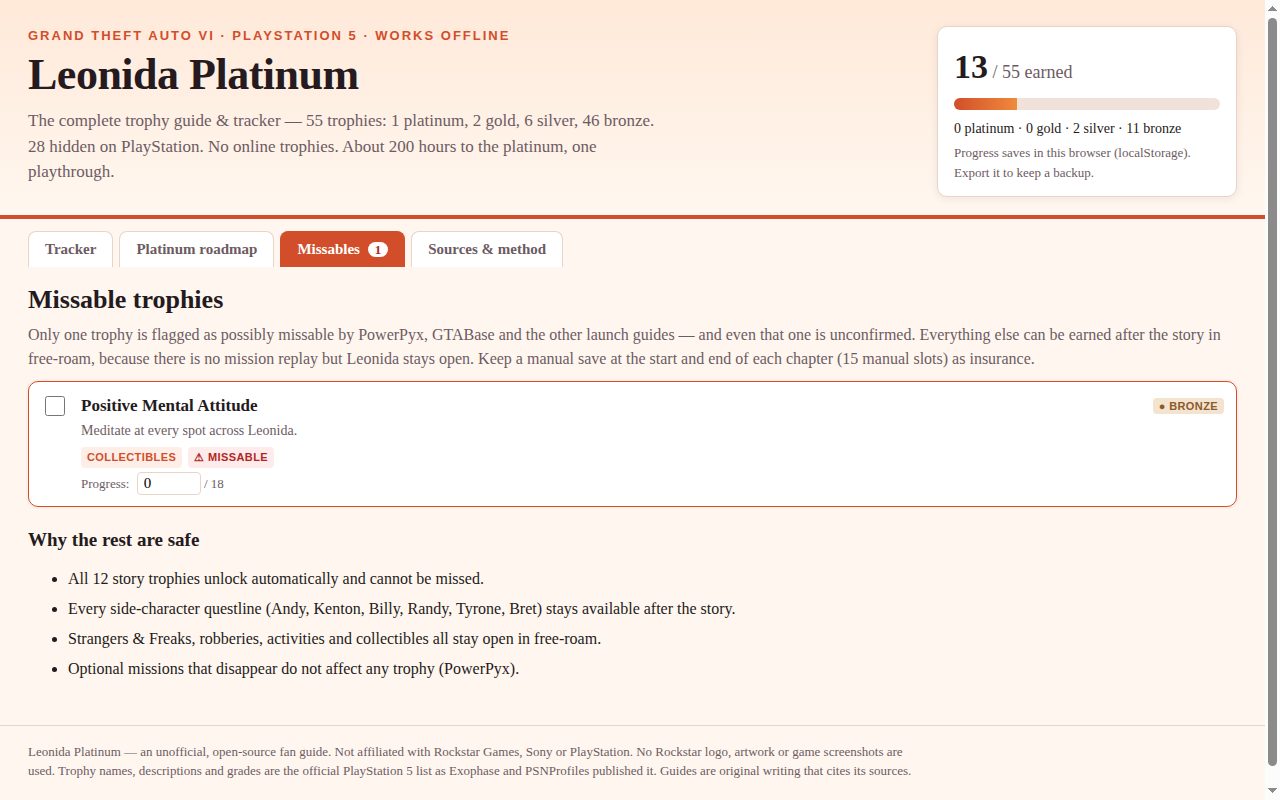 GRAND THEFT AUTO VI · PLAYSTATION 5 · WORKS OFFLINE
Leonida Platinum
The complete trophy guide & tracker — 55 trophies: 1 platinum, 2 gold, 6 silver, 46 bronze.
28 hidden on PlayStation. No online trophies. About 200 hours to the platinum, one
playthrough.
13 / 55 earned
0 platinum · 0 gold · 2 silver · 11 bronze
Progress saves in this browser (localStorage).
Export it to keep a backup.
Tracker
Platinum roadmap
Missables 1
Sources & method
Missable trophies
Only one trophy is flagged as possibly missable by PowerPyx, GTABase and the other launch guides — and even that one is unconfirmed. Everything else can be earned after the story in
free-roam, because there is no mission replay but Leonida stays open. Keep a manual save at the start and end of each chapter (15 manual slots) as insurance.
Positive Mental Attitude
● BRONZE
Meditate at every spot across Leonida.
COLLECTIBLES ⚠ MISSABLE
Progress: 0 / 18
Why the rest are safe
• All 12 story trophies unlock automatically and cannot be missed.
• Every side-character questline (Andy, Kenton, Billy, Randy, Tyrone, Bret) stays available after the story.
• Strangers & Freaks, robberies, activities and collectibles all stay open in free-roam.
• Optional missions that disappear do not affect any trophy (PowerPyx).
Leonida Platinum — an unofficial, open-source fan guide. Not affiliated with Rockstar Games, Sony or PlayStation. No Rockstar logo, artwork or game screenshots are
used. Trophy names, descriptions and grades are the official PlayStation 5 list as Exophase and PSNProfiles published it. Guides are original writing that cites its sources.